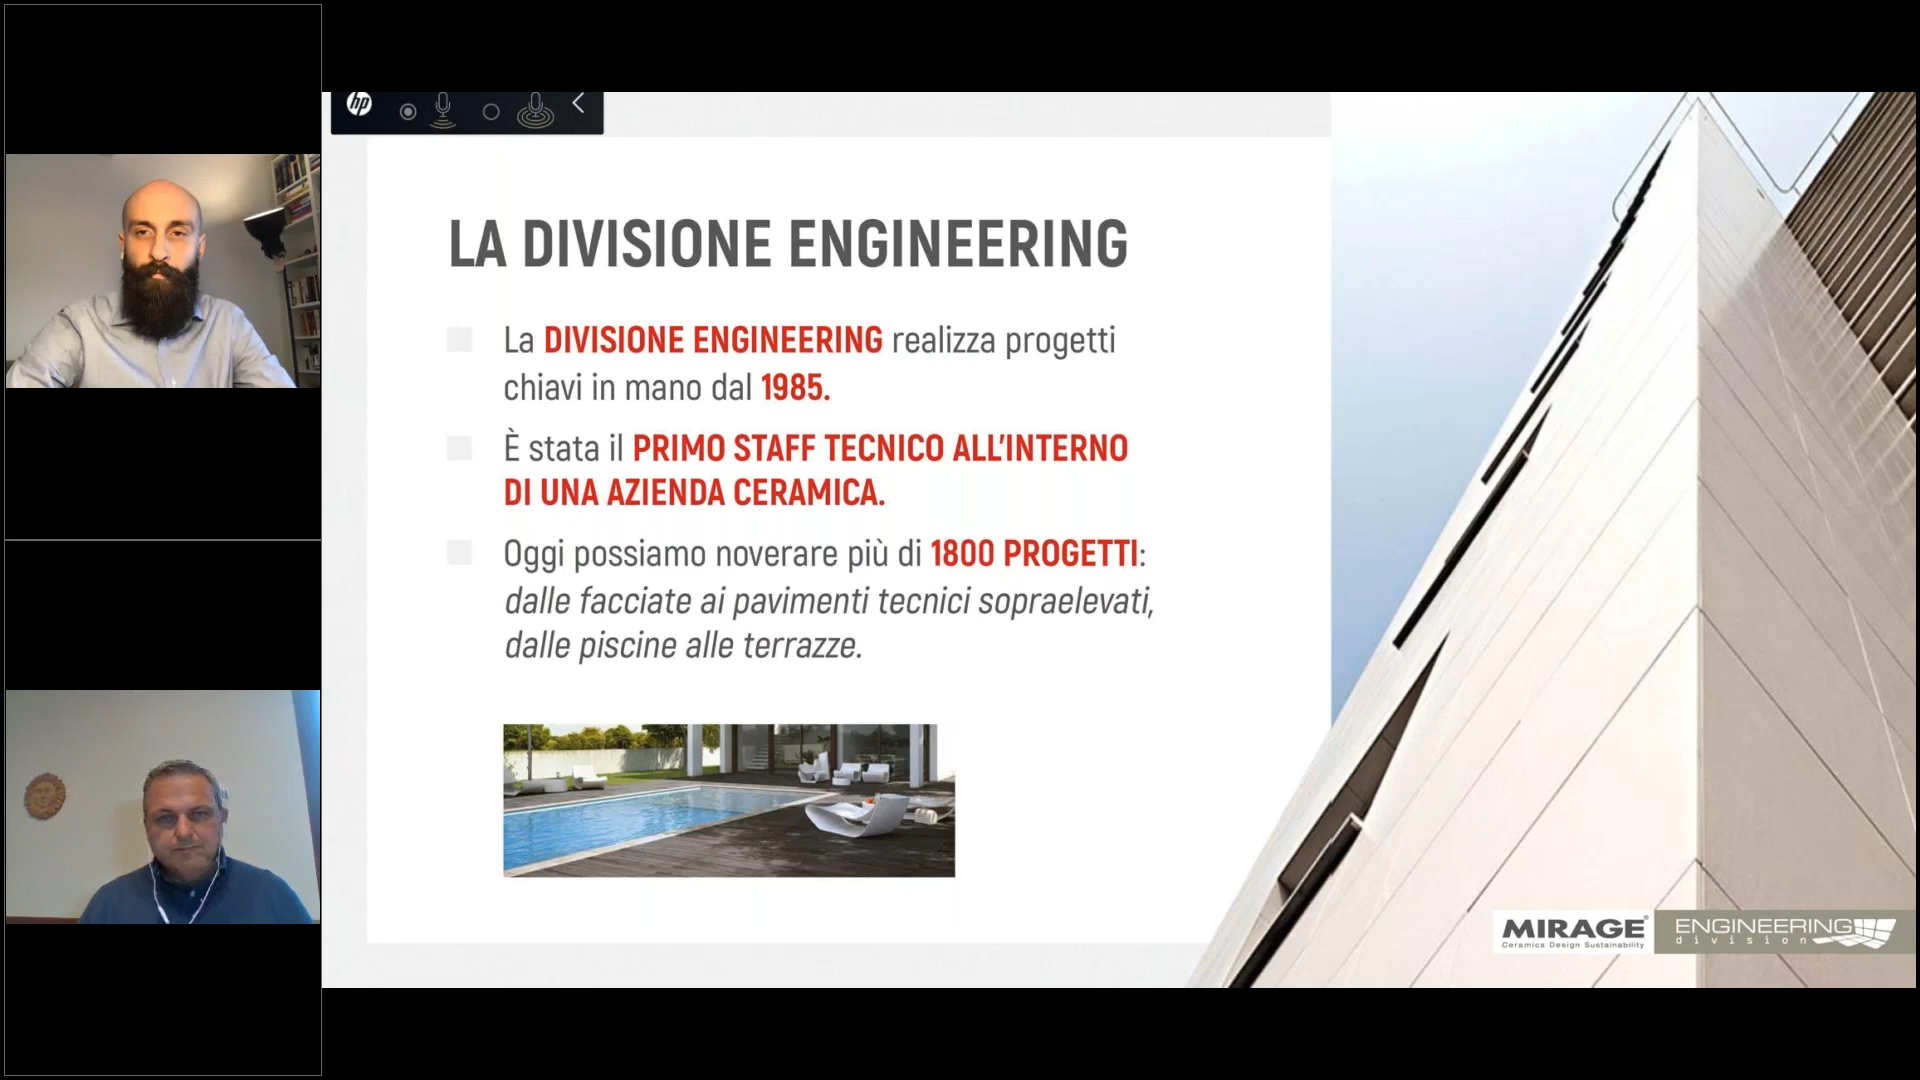 hp
LA DIVISIONE ENGINEERING
La DIVISIONE ENGINEERING realizza progetti
chiavi in mano dal 1985.
È stata il PRIMO STAFF TECNICO ALL'INTERNO
DI UNA AZIENDA CERAMICA.
Oggi possiamo noverare più di 1800 PROGETTI:
dalle facciate ai pavimenti tecnici sopraelevati,
dalle piscine alle terrazze.
MIRAGE®
Ceramics Design Sustainability
ENGINEERING
division